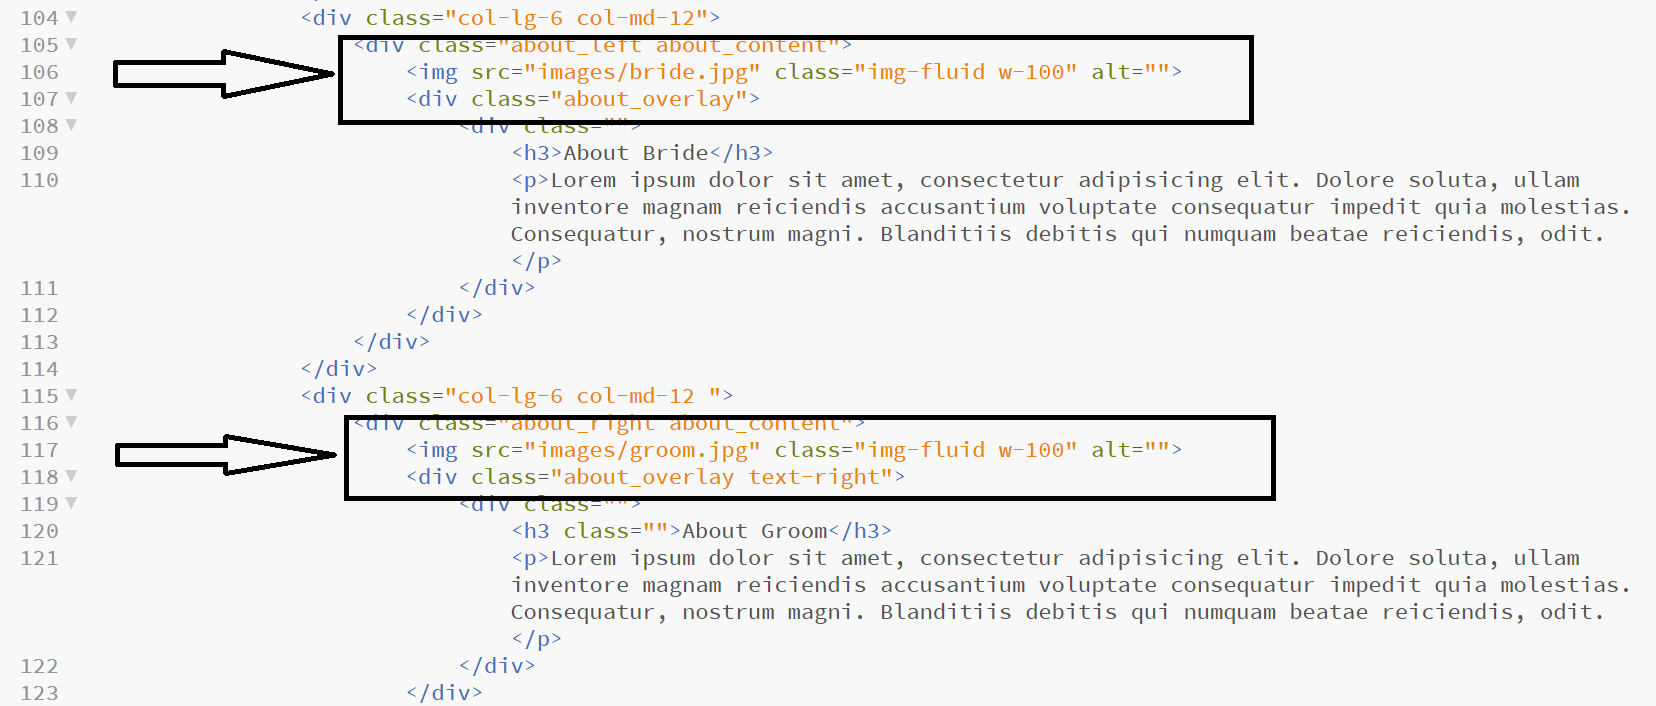 104 <div class="col-lg-6 col-md-12">
105 <div class="about_left about_content">
106 <img src="images/bride.jpg" class="img-fluid w-100" alt="">
107 <div class="about_overlay">
108 <div class="">
109 <h3>About Bride</h3>
110 <p>Lorem ipsum dolor sit amet, consectetur adipisicing elit. Dolore soluta, ullam
inventore magnam reiciendis accusantium voluptate consequatur impedit quia molestias.
Consequatur, nostrum magni. Blanditiis debitis qui numquam beatae reiciendis, odit.
</p>
111 </div>
112 </div>
113 </div>
114 </div>
115 <div class="col-lg-6 col-md-12 ">
116 <div class="about_right about_content">
117 <img src="images/groom.jpg" class="img-fluid w-100" alt="">
118 <div class="about_overlay text-right">
119 <div class="">
120 <h3 class="">About Groom</h3>
121 <p>Lorem ipsum dolor sit amet, consectetur adipisicing elit. Dolore soluta, ullam
inventore magnam reiciendis accusantium voluptate consequatur impedit quia molestias.
Consequatur, nostrum magni. Blanditiis debitis qui numquam beatae reiciendis, odit.
</p>
122 </div>
123 </div>